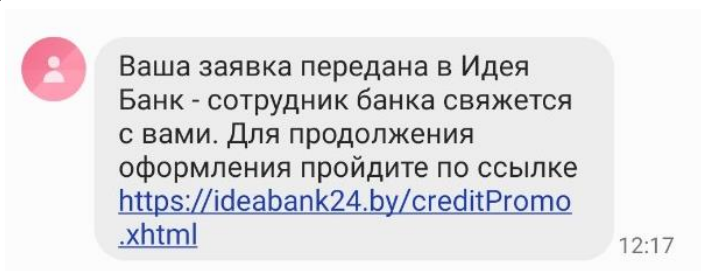 Ваша заявка передана в Идея
Банк - сотрудник банка свяжется
с вами. Для продолжения
оформления пройдите по ссылке
https://ideabank24.by/creditPromo
.xhtml
12:17